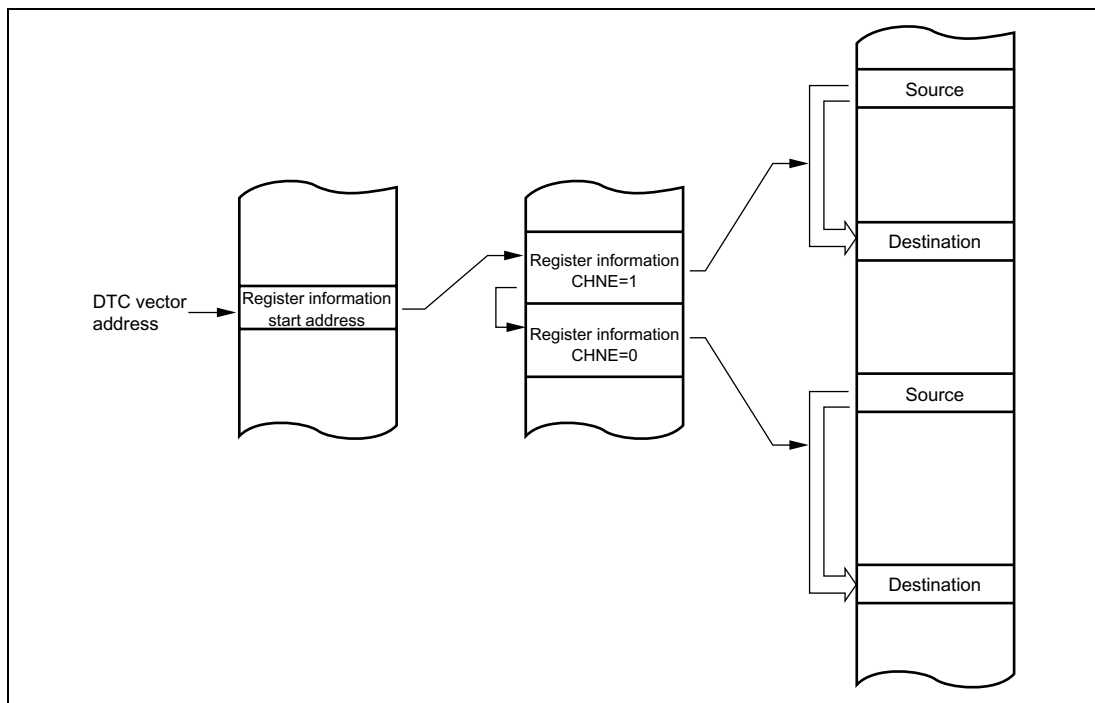 DTC vector
address
Register information
start address
Register information
CHNE=1
Register information
CHNE=0
Source
Destination
Source
Destination